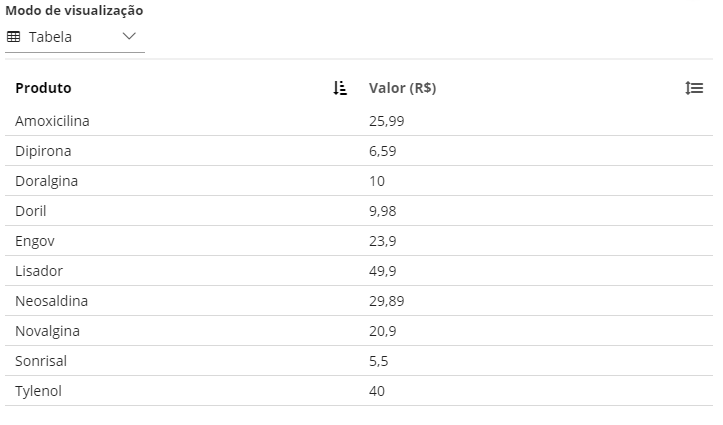 Modo de visualização
Tabela
Produto Valor (R$)
Amoxicilina 25,99
Dipirona 6,59
Doralgina 10
Doril 9,98
Engov 23,9
Lisador 49,9
Neosaldina 29,89
Novalgina 20,9
Sonrisal 5,5
Tylenol 40